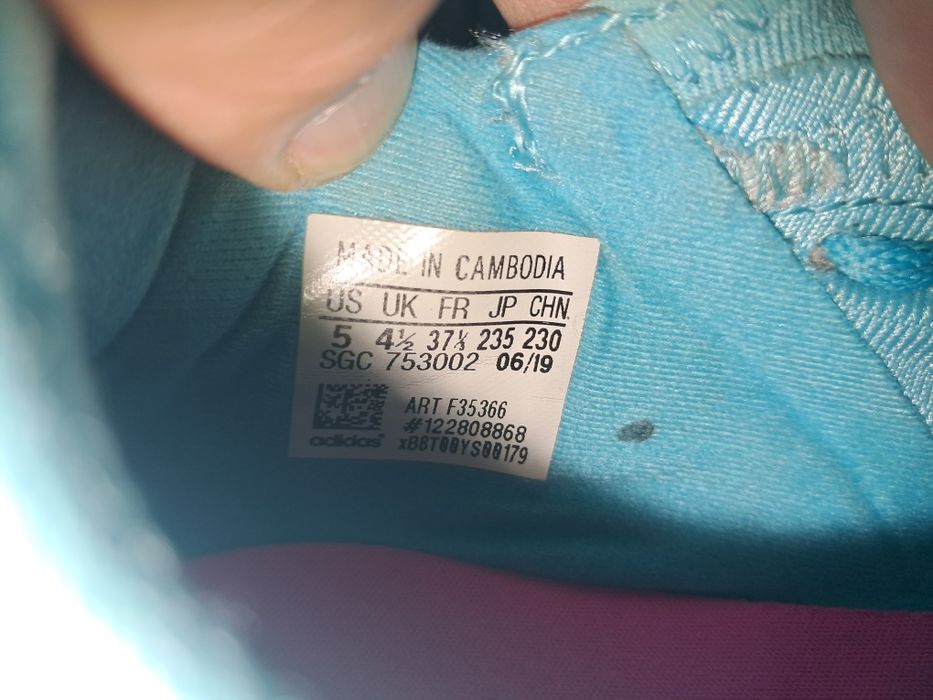 MADE IN CAMBODIA
US UK FR JP CHN.
5 4½ 37⅓ 235 230
SGC 753002 06/19
ART F35366
#122808868
adidas xB8T00YS00179